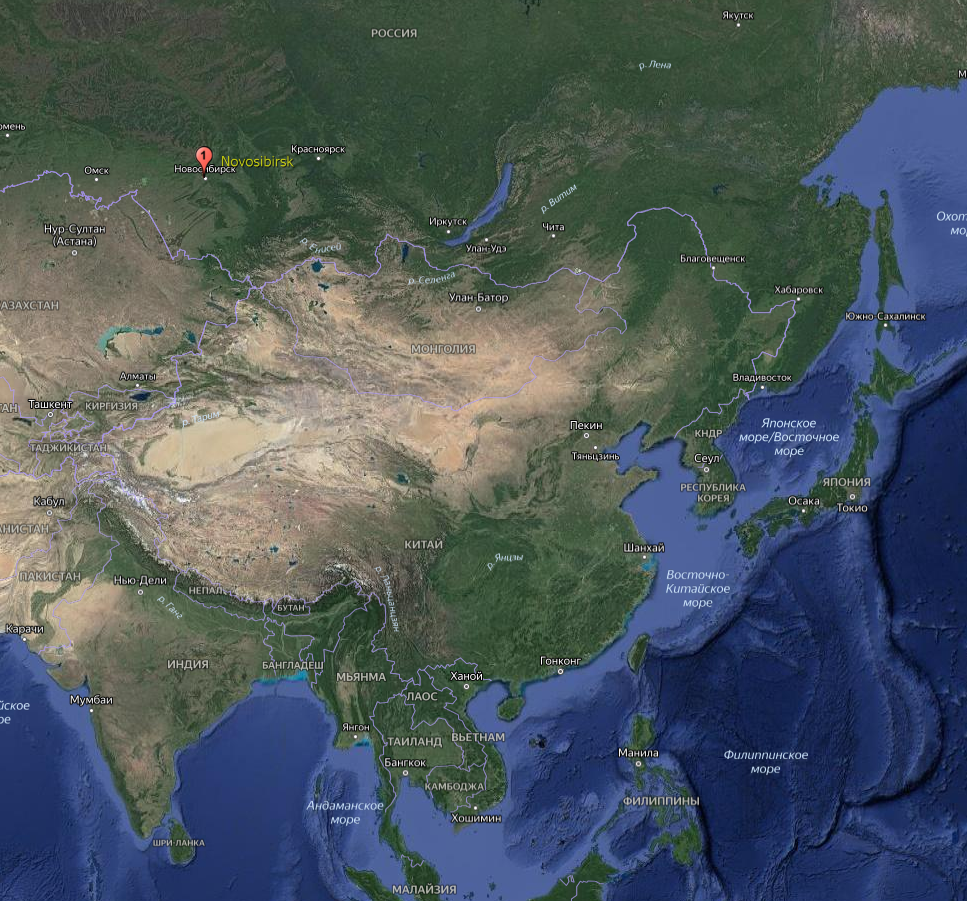 Якутск
РОССИЯ
р. Лена
Красноярск
1
Novosibirsk
Новосибирск
Омск
р. Витим
Иркутск
Чита
Нур-Султан
(Астана)
р. Енисей
Улан-Удэ
Благовещенск
р. Селенга
Улан-Батор
Хабаровск
Южно-Сахалинск
МОНГОЛИЯ
Алматы
Владивосток
Ташкент
КИРГИЗИЯ
р. Тарим
Пекин
Японское
море/Восточное
море
КНДР
ТАДЖИКИСТАН
Тяньцзинь
Сеул
РЕСПУБЛИКА
КОРЕЯ
ЯПОНИЯ
Осака
Токио
Кабул
КИТАЙ
Шанхай
р. Янцзы
ПАКИСТАН
Нью-Дели
НЕПАЛ
Восточно-
Китайское
море
р. Ганг
БУТАН
Карачи
ИНДИЯ
БАНГЛАДЕШ
МЬЯНМА
Гонконг
Ханой
ЛАОС
Мумбаи
Янгон
ТАИЛАНД
ВЬЕТНАМ
Манила
Филиппинское
море
Бангкок
КАМБОДЖА
Андаманское
море
ФИЛИППИНЫ
Хошимин
ШРИ-ЛАНКА
МАЛАЙЗИЯ